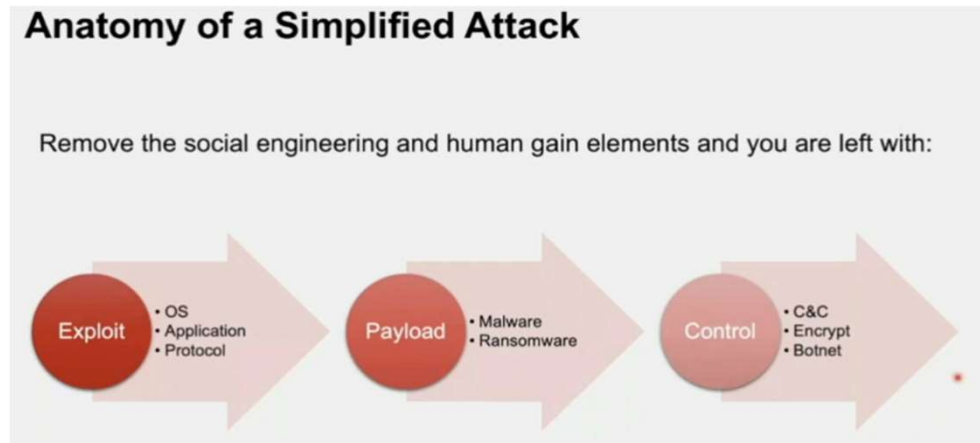 Anatomy of a Simplified Attack
Remove the social engineering and human gain elements and you are left with:
Exploit
• OS
• Application
• Protocol
Payload
• Malware
• Ransomware
Control
• C&C
• Encrypt
• Botnet